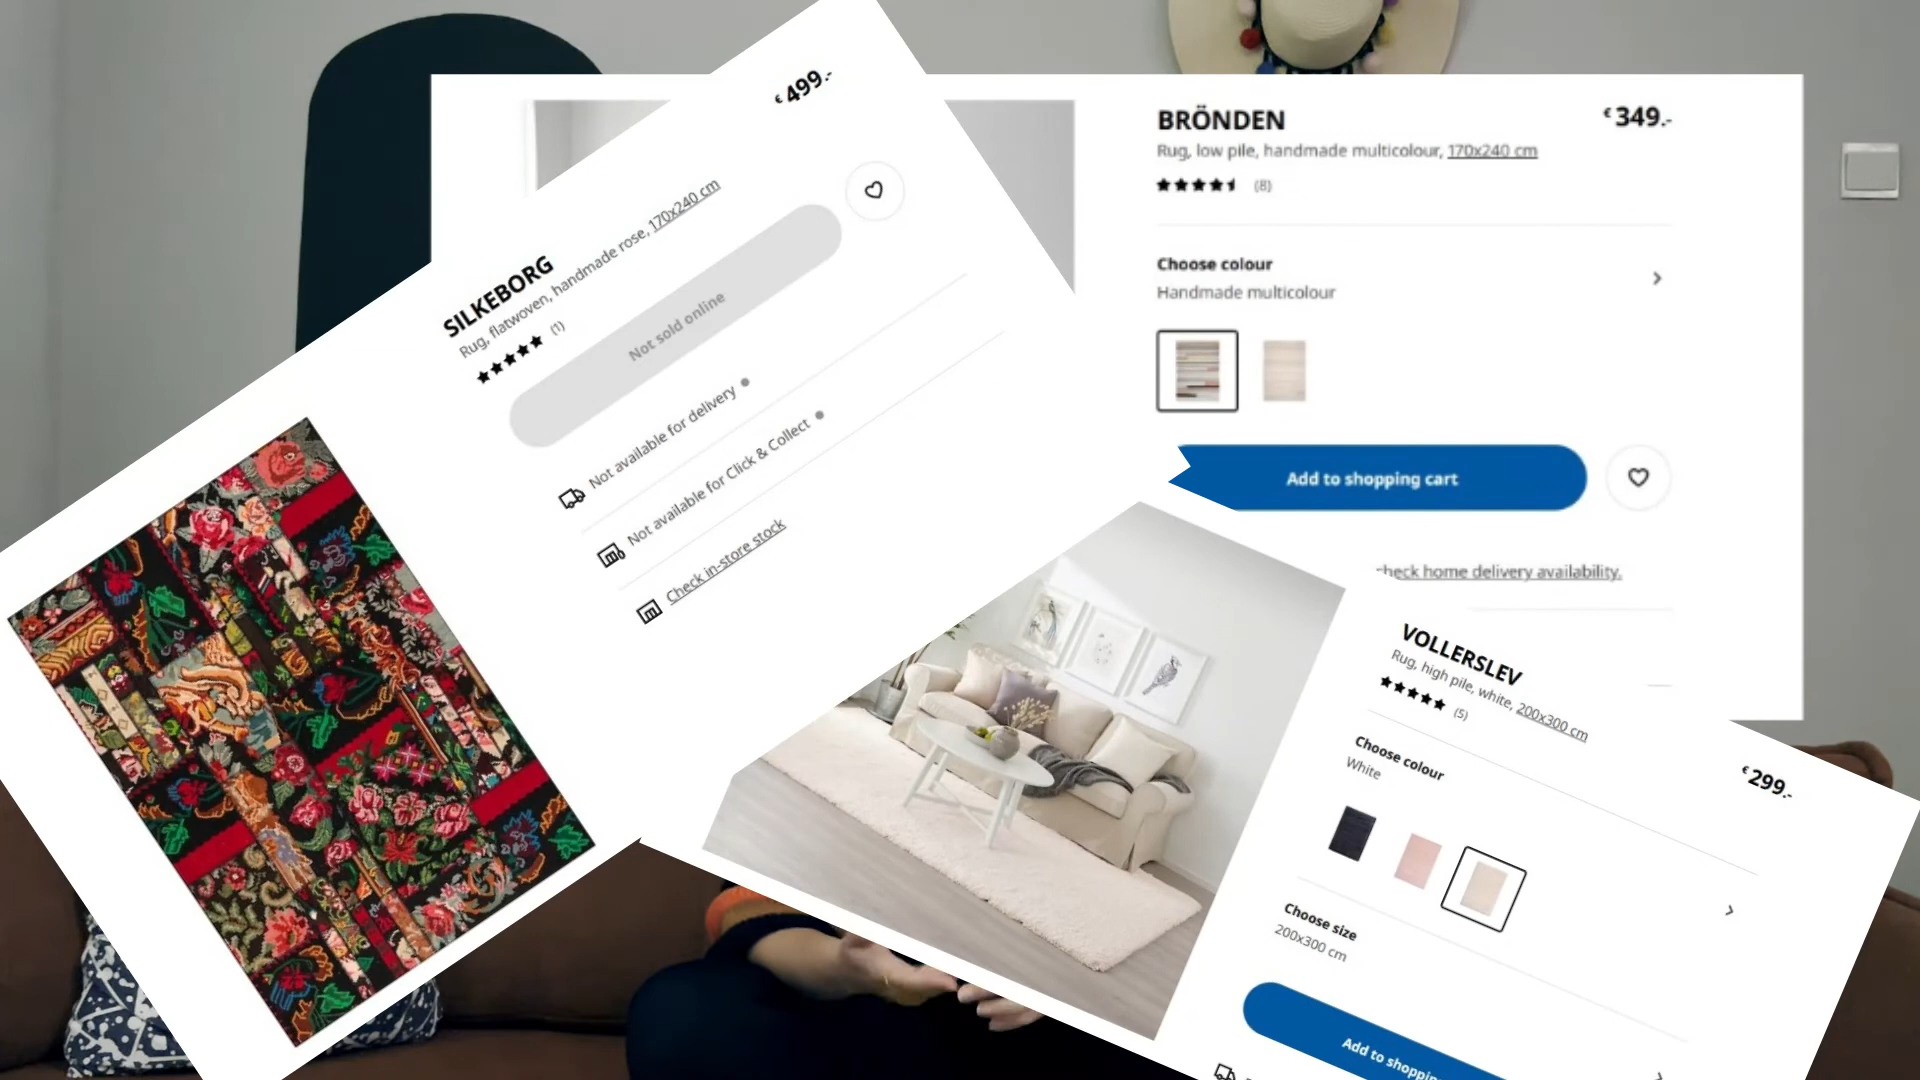 € 499.-
SILKEBORG
Rug, flatwoven, handmade rose, 170x240 cm
(1)
Not sold online
Not available for delivery
Not available for Click & Collect
Check in-store stock
BRÖNDEN
€ 349.-
Rug, low pile, handmade multicolour, 170x240 cm
(8)
Choose colour
Handmade multicolour
Add to shopping cart
check home delivery availability.
VOLLERSLEV
€ 299.-
Rug, high pile, white, 200x300 cm
(5)
Choose colour
White
Choose size
200x300 cm
Add to shoppin